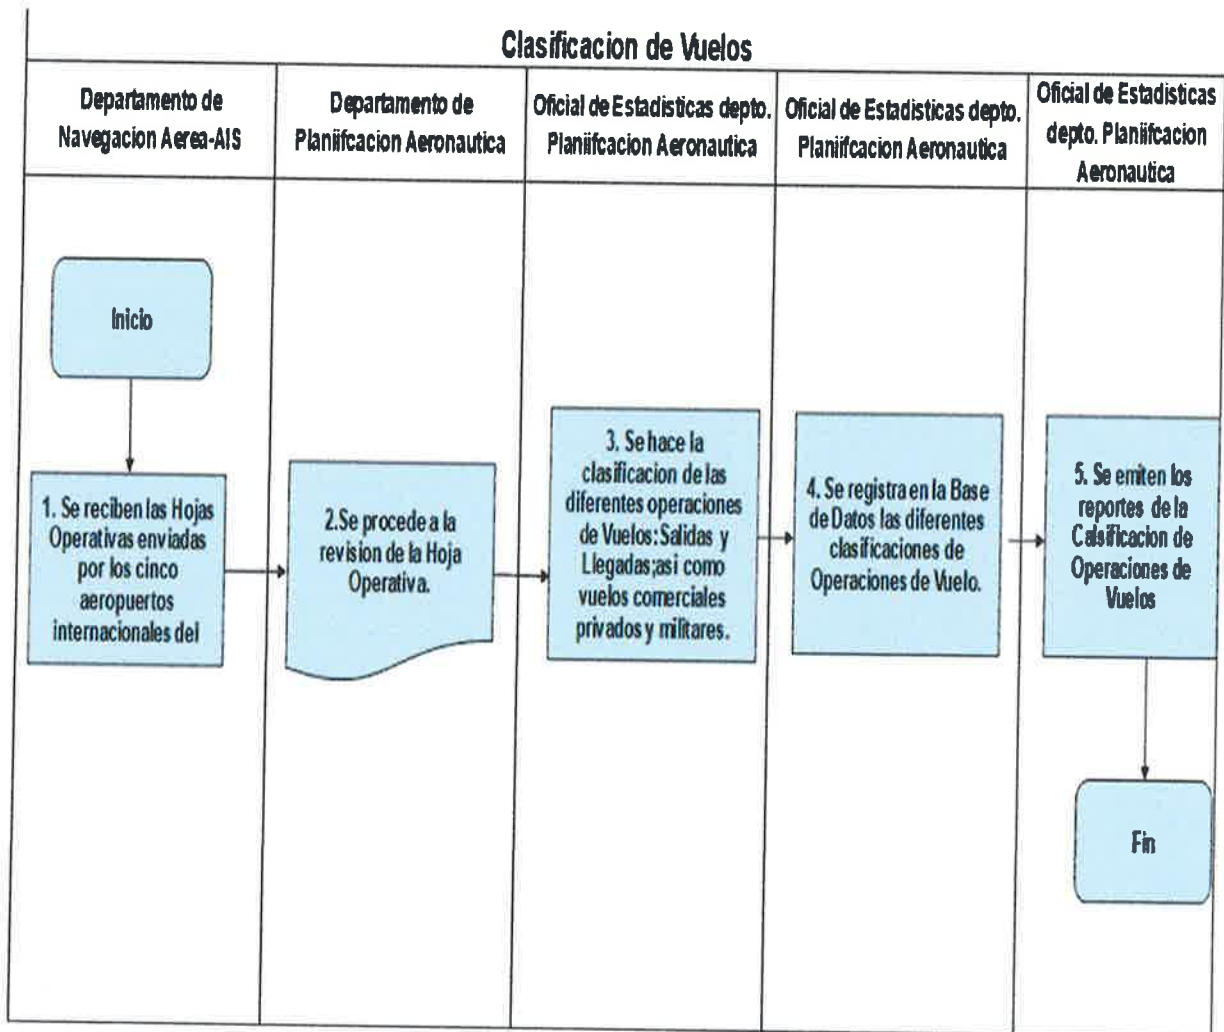 Clasificacion de Vuelos
Departamento de
Navegacion Aerea-AIS
Departamento de
Planiifcacion Aeronautica
Oficial de Estadisticas depto.
Planiifcacion Aeronautica
Oficial de Estadisticas depto.
Planiifcacion Aeronautica
Oficial de Estadisticas
depto. Planiifcacion
Aeronautica
Inicio
1. Se reciben las Hojas
Operativas enviadas
por los cinco
aeropuertos
internacionales del
2.Se procede a la
revision de la Hoja
Operativa.
3. Se hace la
clasificacion de las
diferentes operaciones
de Vuelos:Salidas y
Llegadas;asi como
vuelos comerciales
privados y militares.
4. Se registra en la Base
de Datos las diferentes
clasificaciones de
Operaciones de Vuelo.
5. Se emiten los
reportes de la
Calsificacion de
Operaciones de
Vuelos
Fin